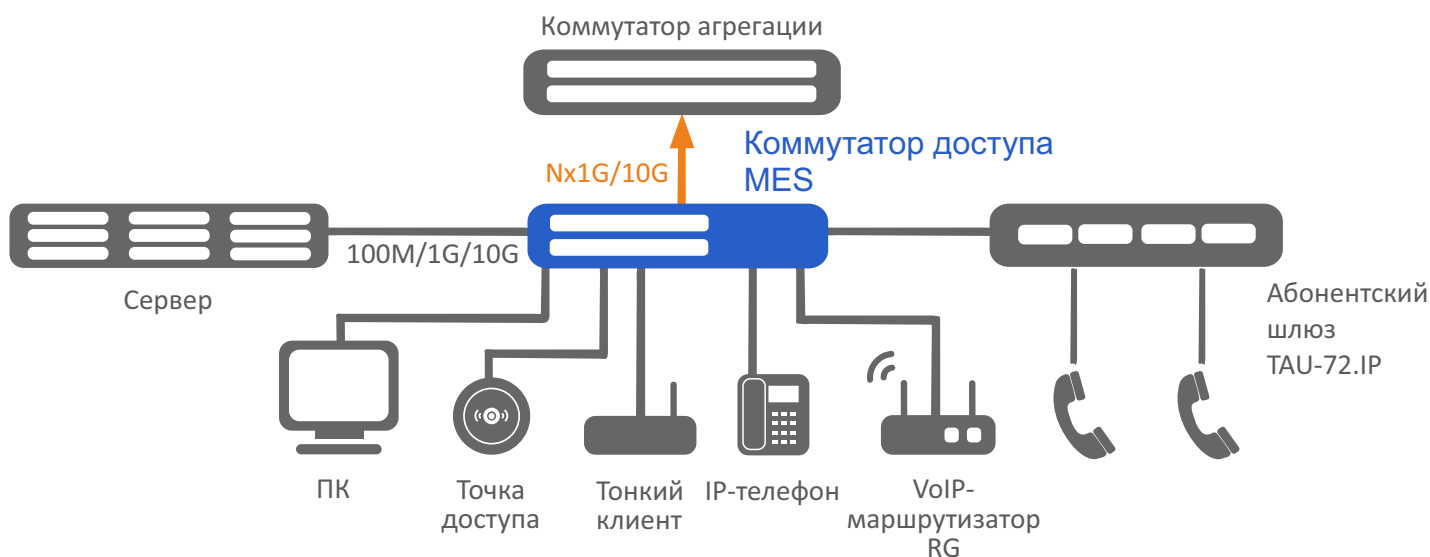 Коммутатор агрегации
Коммутатор доступа
MES
Nx1G/10G
100M/1G/10G
Сервер
Абонентский
шлюз
TAU-72.IP
ПК
Точка
доступа
Тонкий
клиент
IP-телефон
VoIP-
маршрутизатор
RG